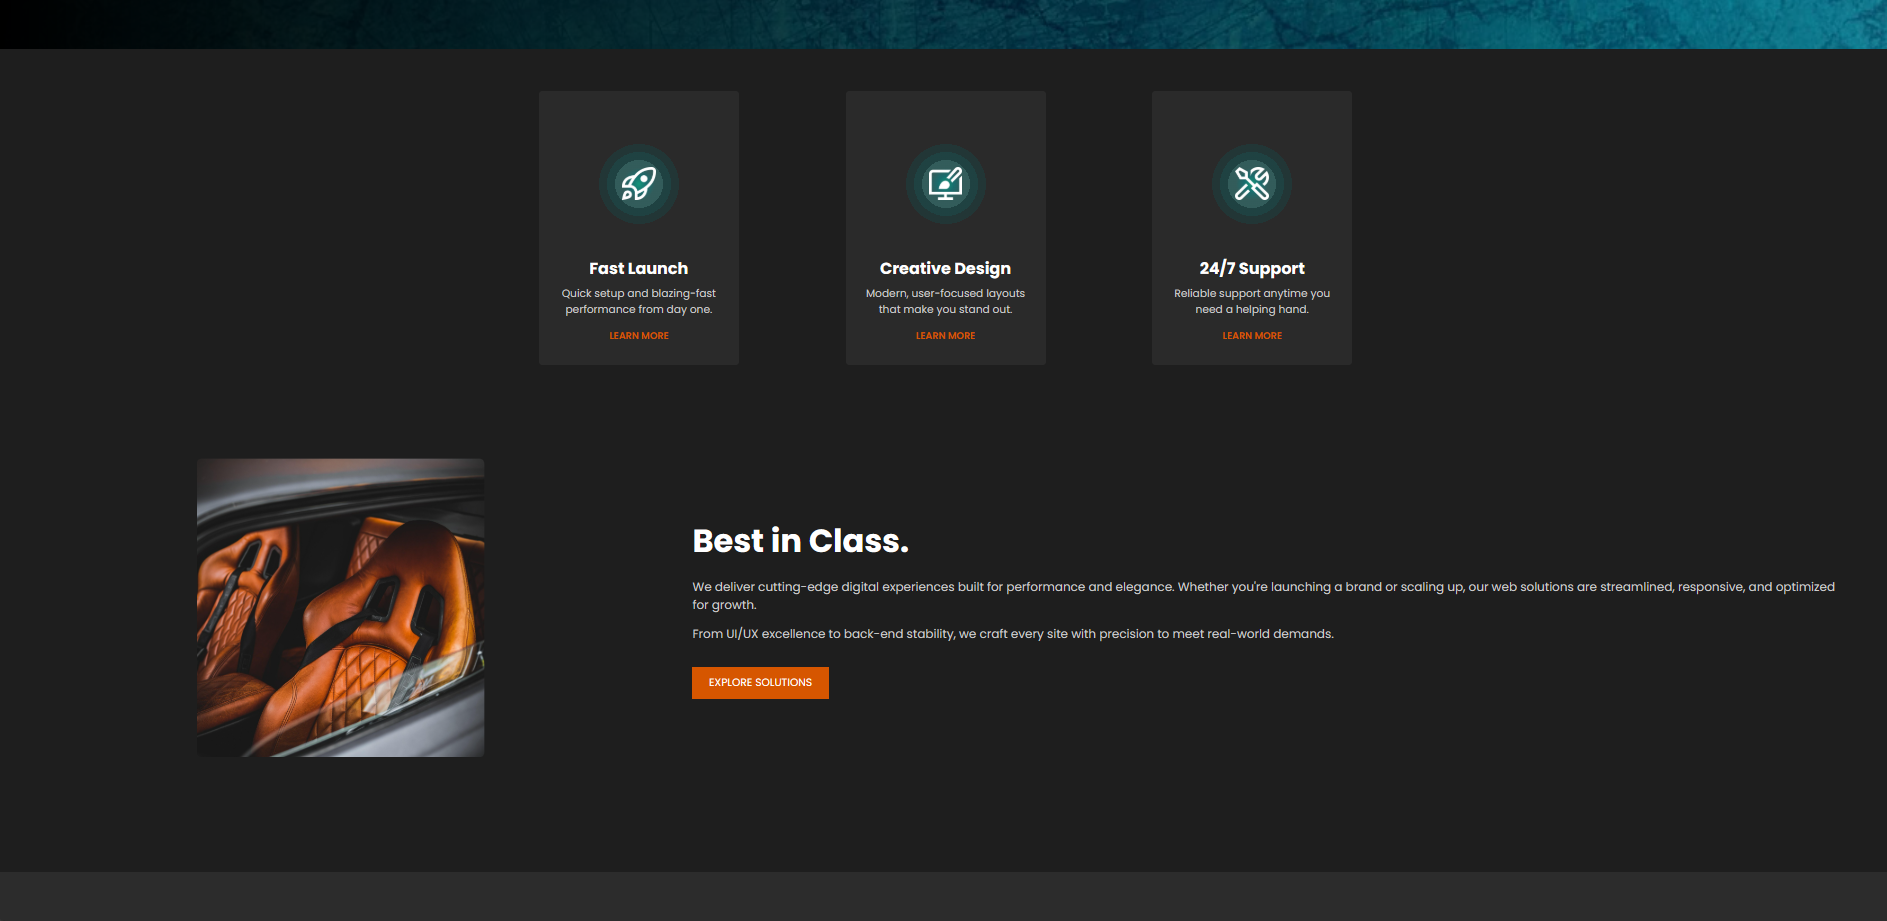 Fast Launch
Quick setup and blazing-fast
performance from day one.
LEARN MORE
Creative Design
Modern, user-focused layouts
that make you stand out.
LEARN MORE
24/7 Support
Reliable support anytime you
need a helping hand.
LEARN MORE
Best in Class.
We deliver cutting-edge digital experiences built for performance and elegance. Whether you're launching a brand or scaling up, our web solutions are streamlined, responsive, and optimized
for growth.
From UI/UX excellence to back-end stability, we craft every site with precision to meet real-world demands.
EXPLORE SOLUTIONS